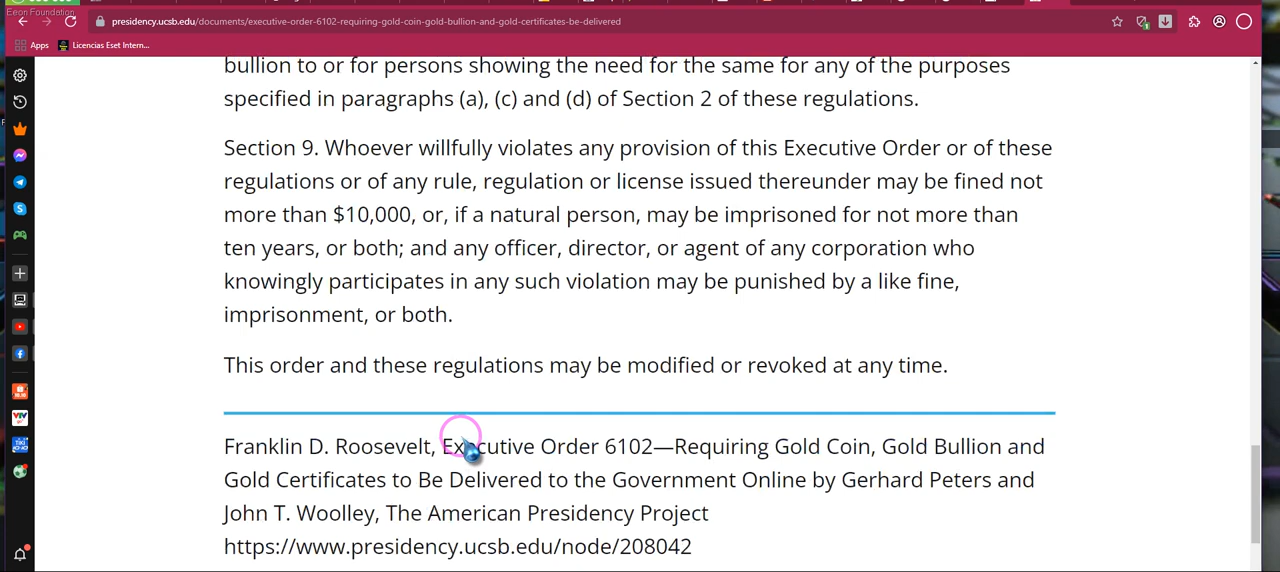 Eeon Foundation
presidency.ucsb.edu/documents/executive-order-6102-requiring-gold-coin-gold-bullion-and-gold-certificates-be-delivered
Apps
Licencias Eset Intern...
bullion to or for persons showing the need for the same for any of the purposes
specified in paragraphs (a), (c) and (d) of Section 2 of these regulations.
Section 9. Whoever willfully violates any provision of this Executive Order or of these
regulations or of any rule, regulation or license issued thereunder may be fined not
more than $10,000, or, if a natural person, may be imprisoned for not more than
ten years, or both; and any officer, director, or agent of any corporation who
knowingly participates in any such violation may be punished by a like fine,
imprisonment, or both.
This order and these regulations may be modified or revoked at any time.
Franklin D. Roosevelt, Executive Order 6102—Requiring Gold Coin, Gold Bullion and
Gold Certificates to Be Delivered to the Government Online by Gerhard Peters and
John T. Woolley, The American Presidency Project
https://www.presidency.ucsb.edu/node/208042